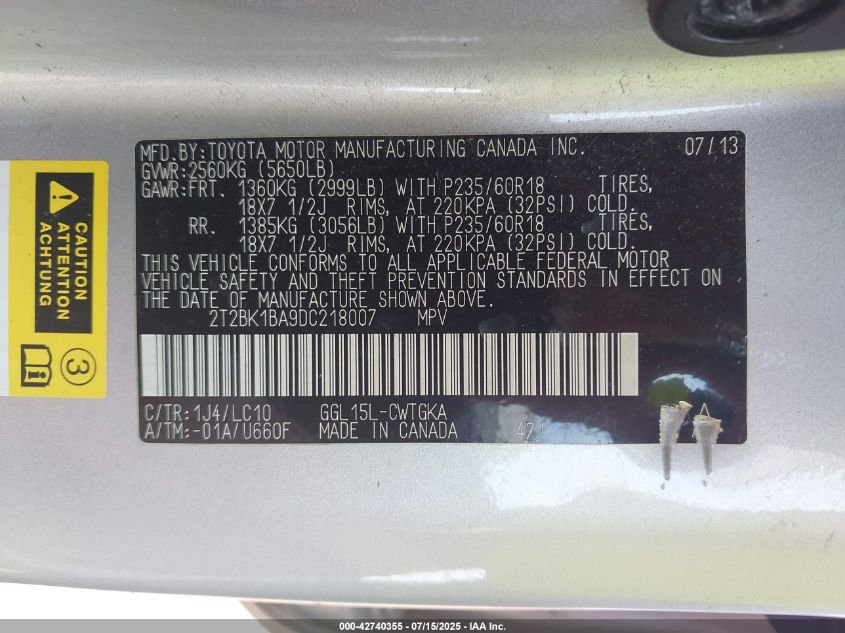 MFD.BY:TOYOTA MOTOR MANUFACTURING CANADA INC. 07/13
GVWR:2560KG (5650LB)
GAWR:FRT. 1360KG (2999LB) WITH P235/60R18 TIRES,
18X7 1/2J RIMS, AT 220KPA (32PSI) COLD.
RR. 1385KG (3056LB) WITH P235/60R18 TIRES,
18X7 1/2J RIMS, AT 220KPA (32PSI) COLD.
THIS VEHICLE CONFORMS TO ALL APPLICABLE FEDERAL MOTOR
VEHICLE SAFETY AND THEFT PREVENTION STANDARDS IN EFFECT ON
THE DATE OF MANUFACTURE SHOWN ABOVE.
2T2BK1BA9DC218007 MPV
C/TR:1J4/LC10 GGL15L-CWTGKA
A/TM:-01A/U660F MADE IN CANADA 471
CAUTION
ATTENTION
ACHTUNG
3
000-42740355 - 07/15/2025 - IAA Inc.